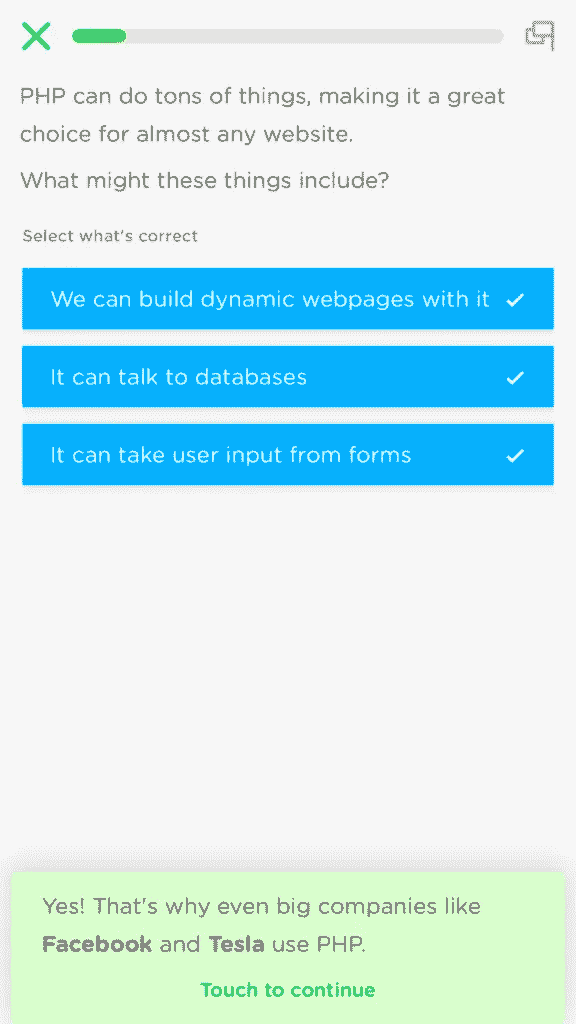 PHP can do tons of things, making it a great
choice for almost any website.
What might these things include?
Select what's correct
We can build dynamic webpages with it
It can talk to databases
It can take user input from forms
Yes! That's why even big companies like
Facebook and Tesla use PHP.
Touch to continue